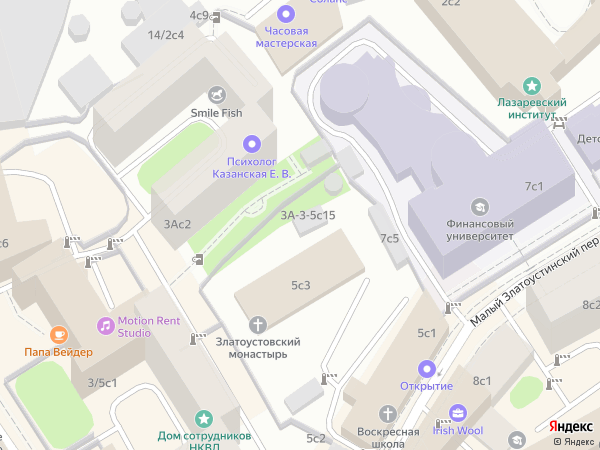 Солнс
2с2
4с9
Часовая
мастерская
14/2с4
Лазаревский
институт
Smile Fish
Детс
Психолог
Казанская Е. В.
7с1
3А-3-5с15
Финансовый
университет
3Ас2
7с5
с6
Малый Златоустинский пер
5с3
8с2
Motion Rent
Studio
5с1
Златоустовский
монастырь
Папа Вейдер
3/5с1
Открытие
8с1
Дом сотрудников
НКВД
5с2
Воскресная
школа
Irish Wool
Яндекс
© Яндекс